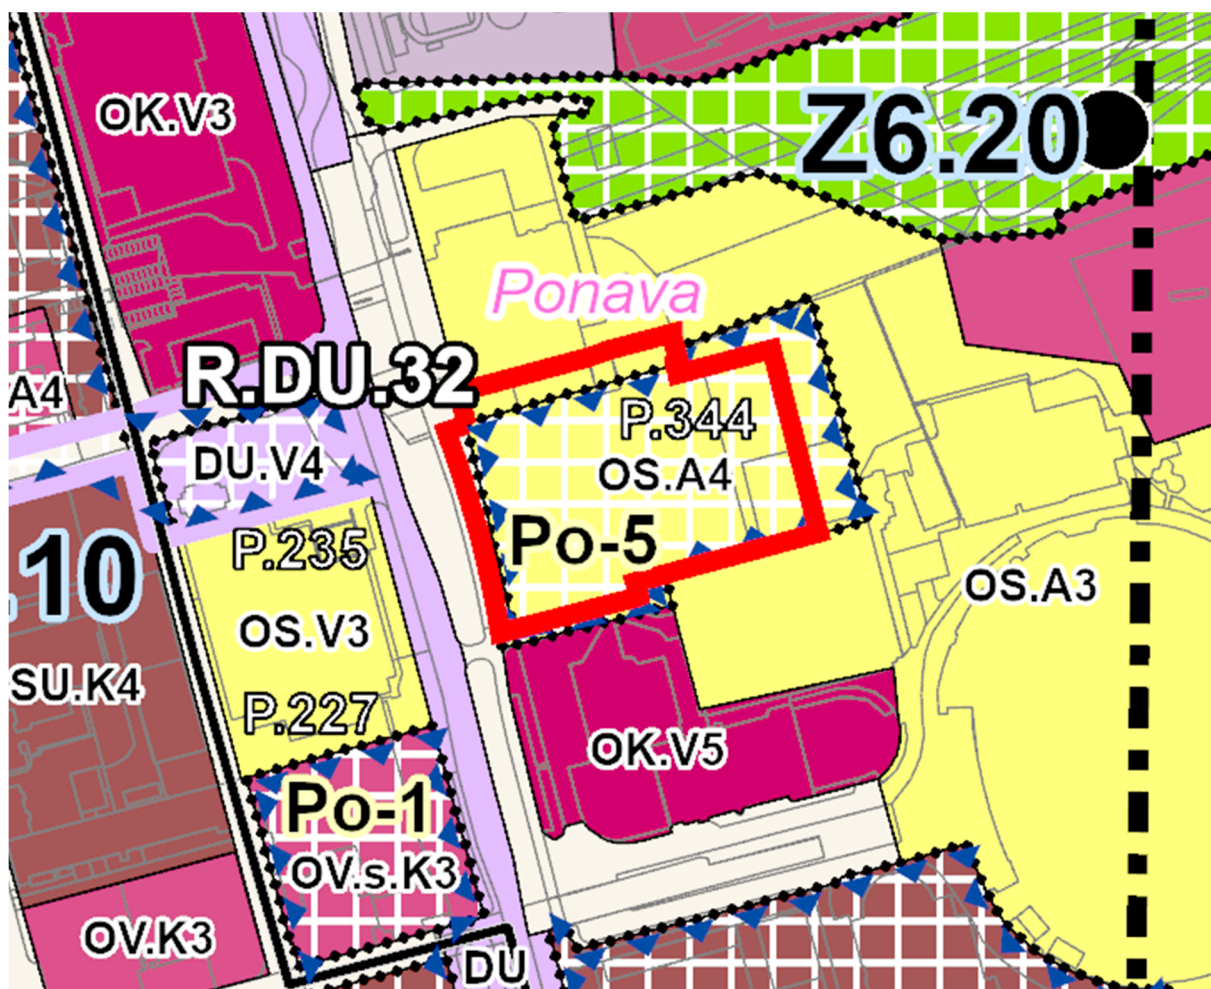 OK.V3
Z6.20
Ponava
R.DU.32
A4
P.344
DU.V4
OS.A4
Po-5
P.235
.10
OS.A3
OS.V3
SU.K4
P.227
OK.V5
Po-1
OV.s.K3
OV.K3
DU